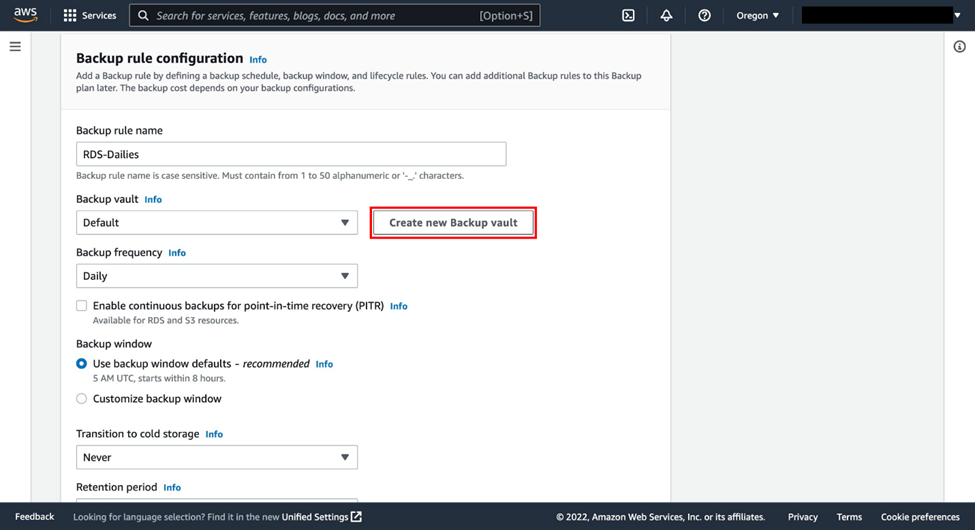 aws
Services
Search for services, features, blogs, docs, and more
[Option+S]
Oregon
Backup rule configuration Info
Add a Backup rule by defining a backup schedule, backup window, and lifecycle rules. You can add additional Backup rules to this Backup
plan later. The backup cost depends on your backup configurations.
Backup rule name
RDS-Dailies
Backup rule name is case sensitive. Must contain from 1 to 50 alphanumeric or '-_.' characters.
Backup vault Info
Default
Create new Backup vault
Backup frequency Info
Daily
Enable continuous backups for point-in-time recovery (PITR) Info
Available for RDS and S3 resources.
Backup window
Use backup window defaults - recommended Info
5 AM UTC, starts within 8 hours.
Customize backup window
Transition to cold storage Info
Never
Retention period Info
Feedback
Looking for language selection? Find it in the new Unified Settings
© 2022, Amazon Web Services, Inc. or its affiliates.
Privacy
Terms
Cookie preferences